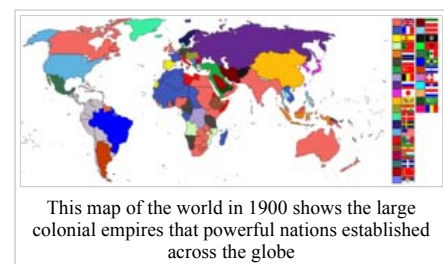 This map of the world in 1900 shows the large
colonial empires that powerful nations established
across the globe